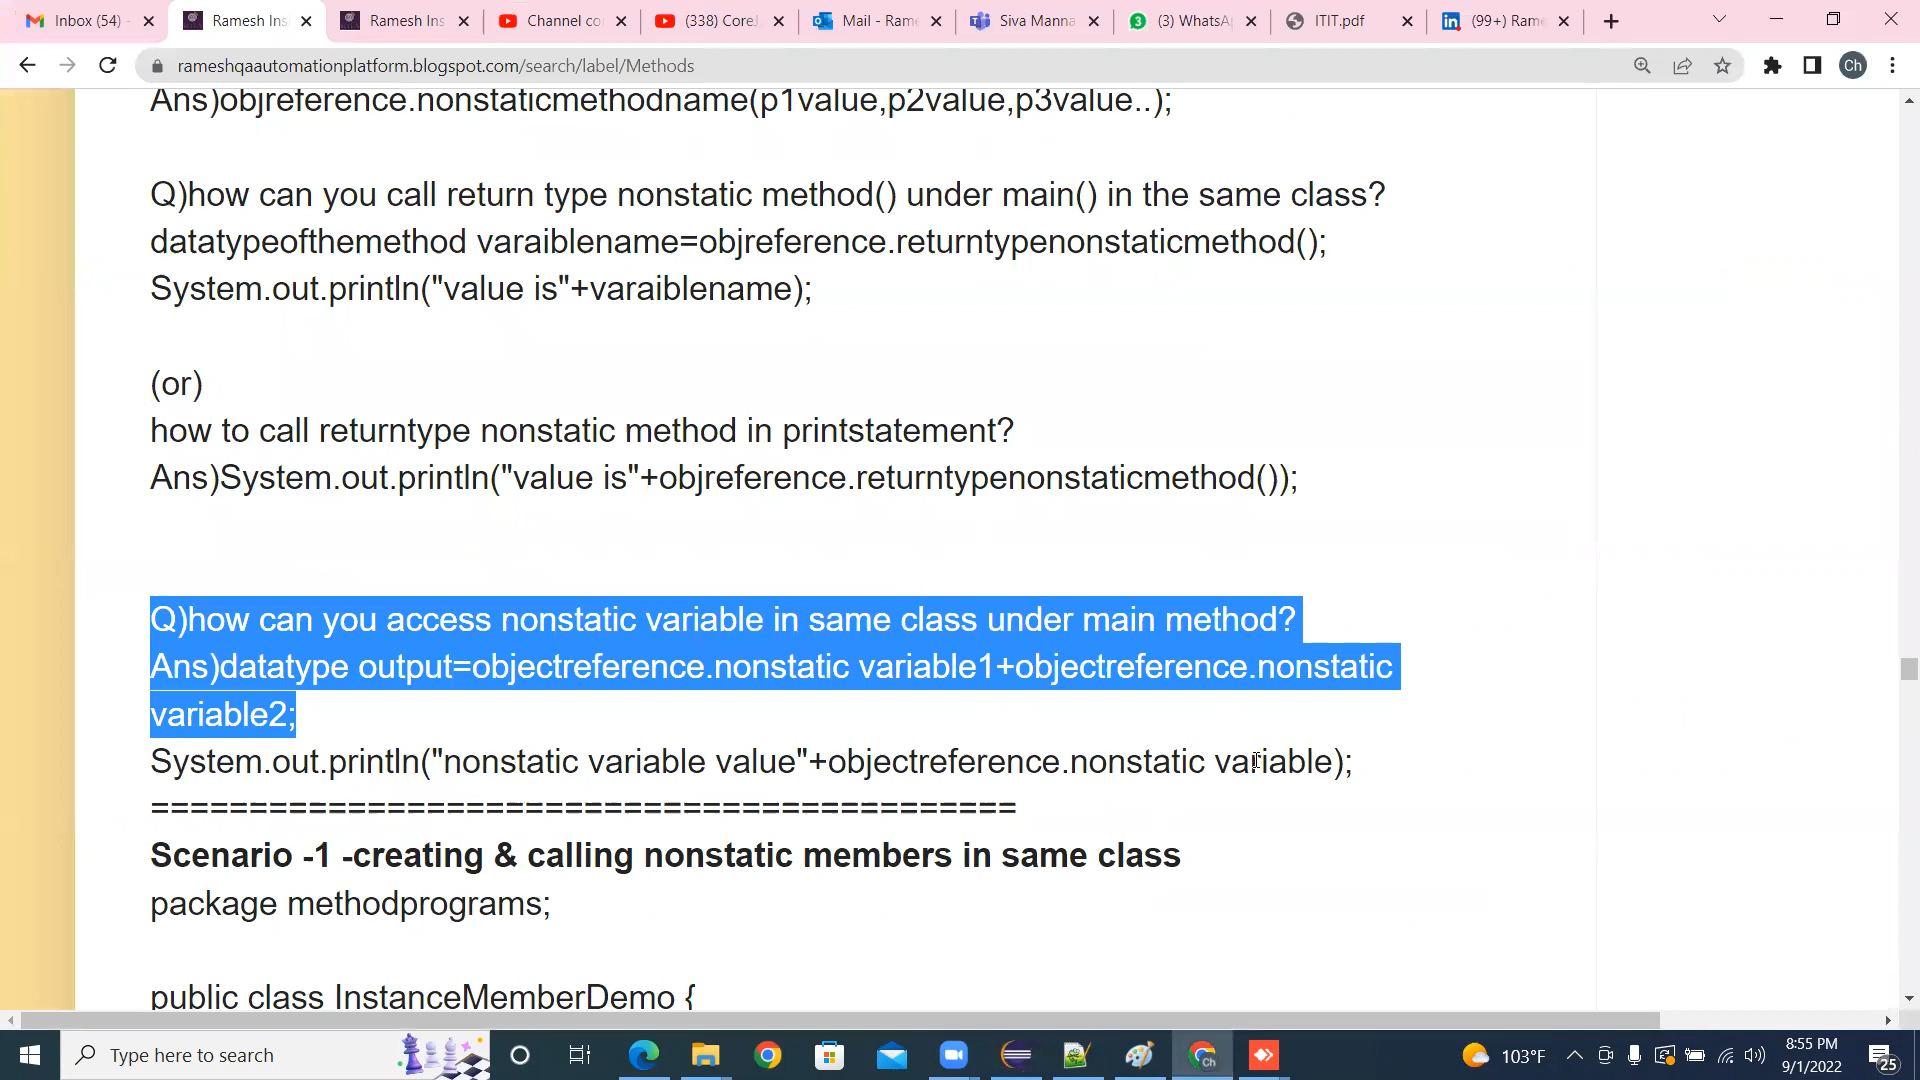 Inbox (54) -
Ramesh Ins
Ramesh Ins
Channel co
(338) CoreJ
Mail - Rame
Siva Manna
3
(3) WhatsA
ITIT.pdf
(99+) Rame
rameshqaautomationplatform.blogspot.com/search/label/Methods
Ch
Ans)objreference.nonstaticmethodname(p1value,p2value,p3value..);
Q)how can you call return type nonstatic method() under main() in the same class?
datatypeofthemethod varaiblename=objreference.returntypenonstaticmethod();
System.out.println("value is"+varaiblename);
(or)
how to call returntype nonstatic method in printstatement?
Ans)System.out.println("value is"+objreference.returntypenonstaticmethod());
Q)how can you access nonstatic variable in same class under main method?
Ans)datatype output=objectreference.nonstatic variable1+objectreference.nonstatic
variable2;
System.out.println("nonstatic variable value"+objectreference.nonstatic variable);
============================================
Scenario -1 -creating & calling nonstatic members in same class
package methodprograms;
public class InstanceMemberDemo {
Type here to search
Ch
103°F
8:55 PM
9/1/2022
25